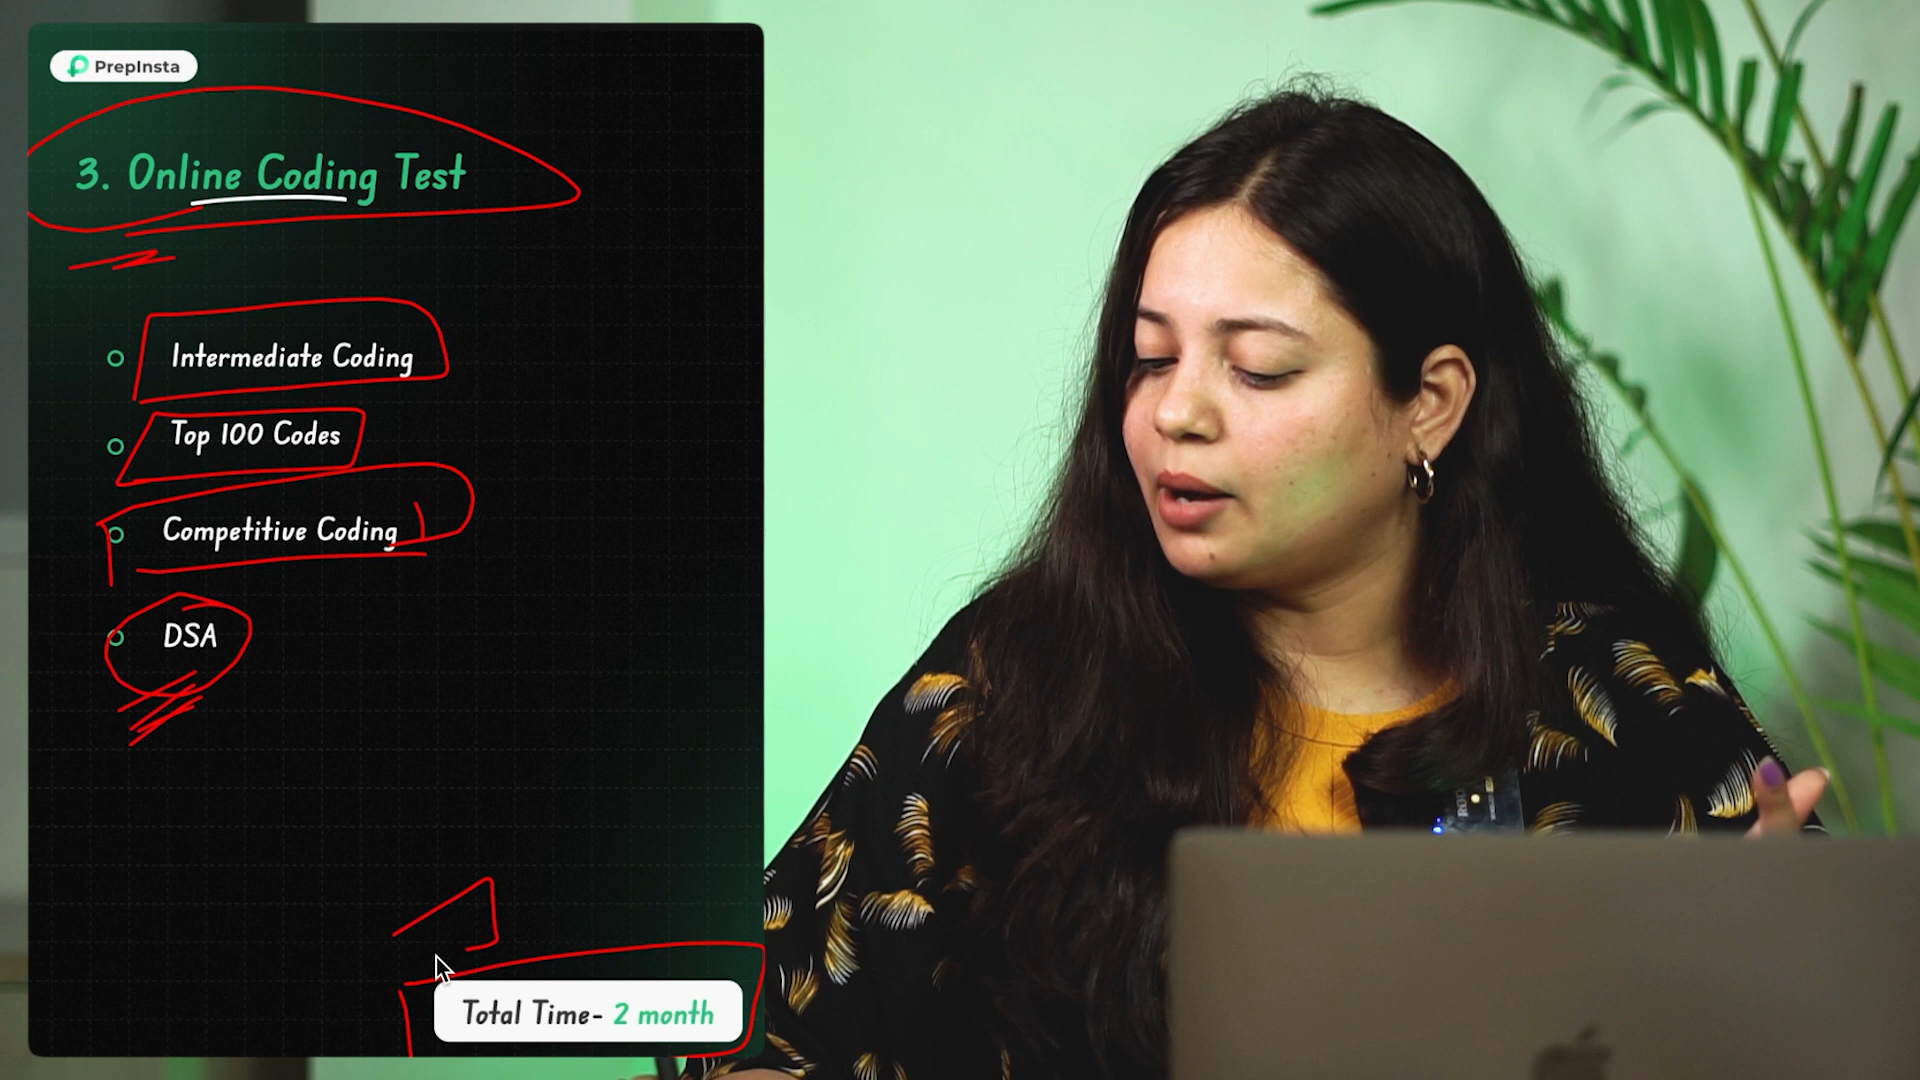 PrepInsta
3. Online Coding Test
Intermediate Coding
Top 100 Codes
Competitive Coding
DSA
Total Time- 2 month